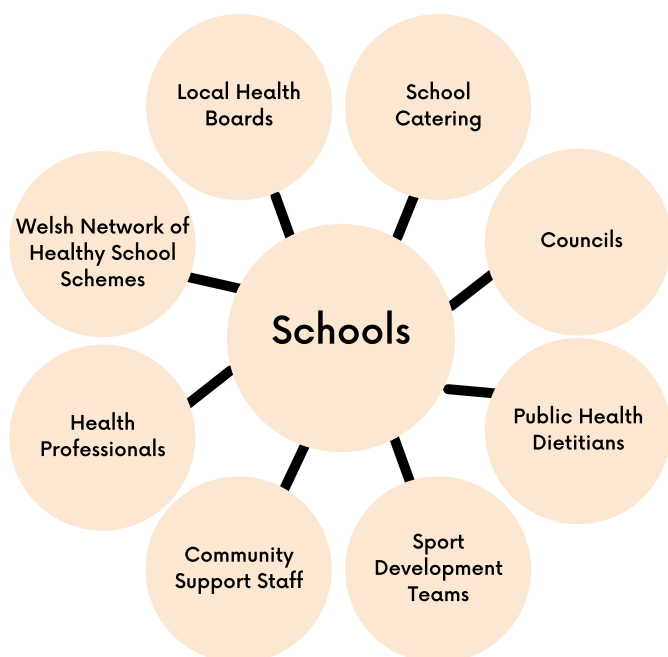 Local Health
Boards
School
Catering
Welsh Network of
Healthy School
Schemes
Councils
Schools
Health
Professionals
Public Health
Dietitians
Community
Support Staff
Sport
Development
Teams